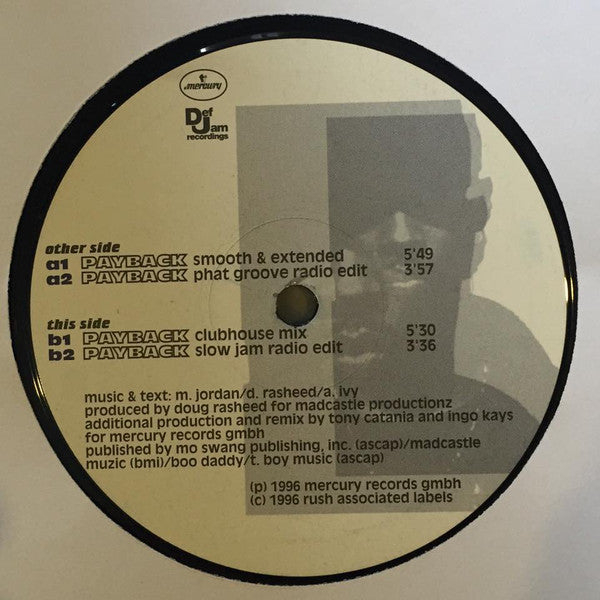 mercury
Def
Jam
recordings
other side
a1 PAYBACK smooth & extended 5'49
a2 PAYBACK phat groove radio edit 3'57
this side
b1 PAYBACK clubhouse mix 5'30
b2 PAYBACK slow jam radio edit 3'36
music & text: m. jordan/d. rasheed/a. ivy
produced by doug rasheed for madcastle productionz
additional production and remix by tony catania and ingo kays
for mercury records gmbh
published by mo swang publishing, inc. (ascap)/madcastle
muzic (bmi)/boo daddy/t. boy music (ascap)
(p) 1996 mercury records gmbh
(c) 1996 rush associated labels